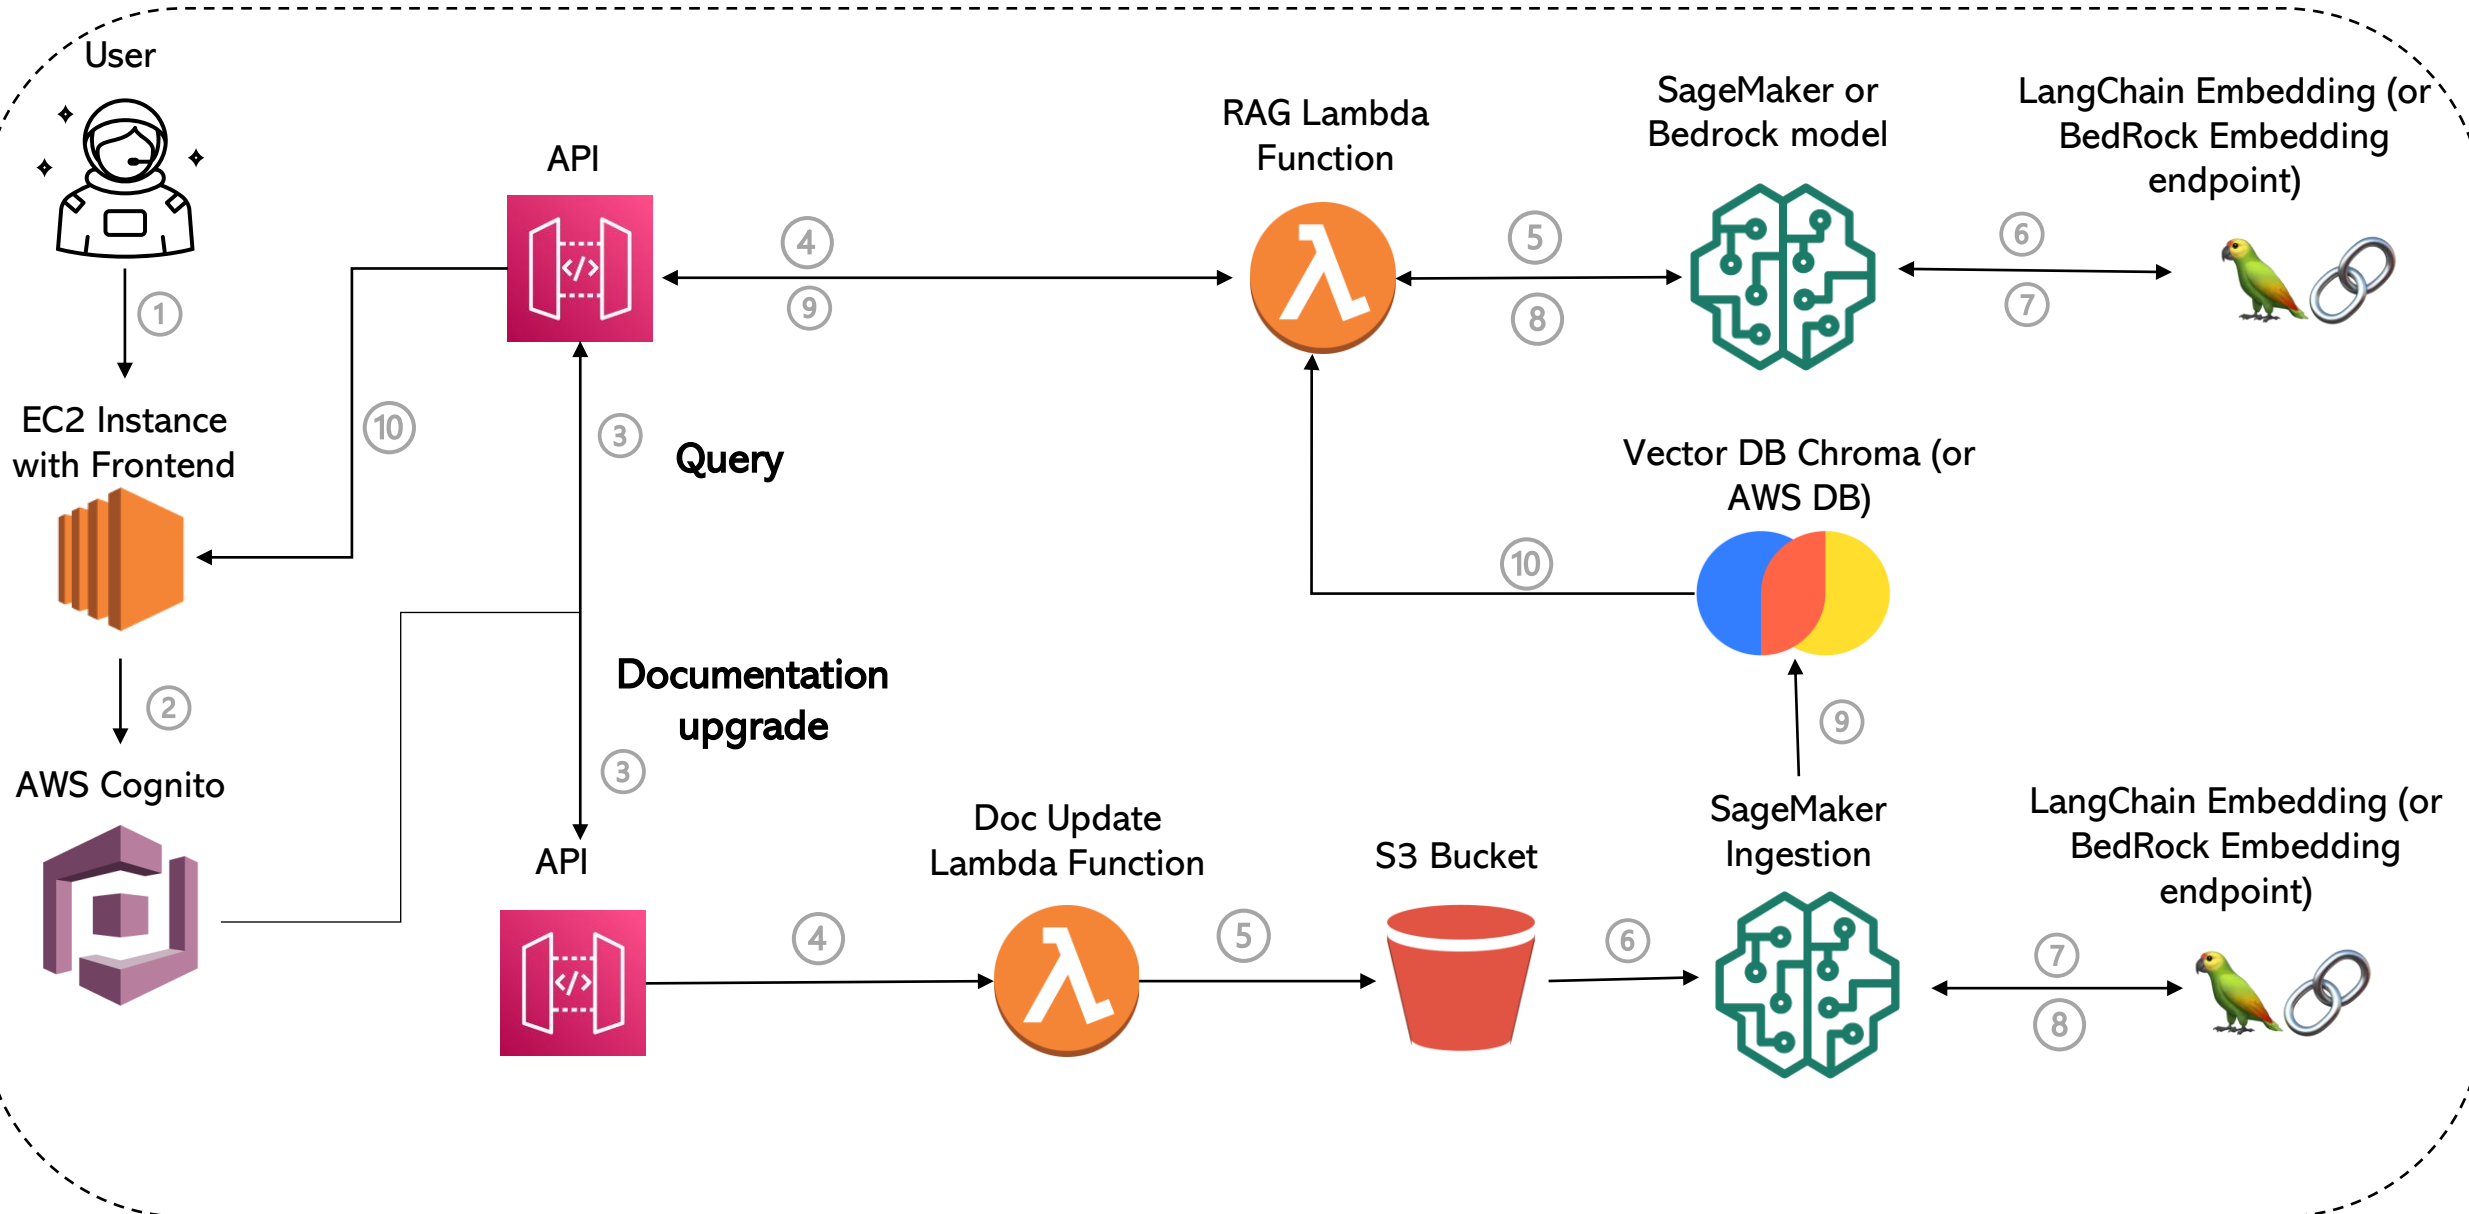 User
①
EC2 Instance
with Frontend
②
AWS Cognito
API
</>
④
⑨
⑩
③
Query
Documentation
upgrade
③
API
</>
RAG Lambda
Function
⑤
⑧
SageMaker or
Bedrock model
⑥
⑦
LangChain Embedding (or
BedRock Embedding
endpoint)
Vector DB Chroma (or
AWS DB)
⑩
⑨
④
Doc Update
Lambda Function
⑤
S3 Bucket
⑥
SageMaker
Ingestion
⑦
⑧
LangChain Embedding (or
BedRock Embedding
endpoint)